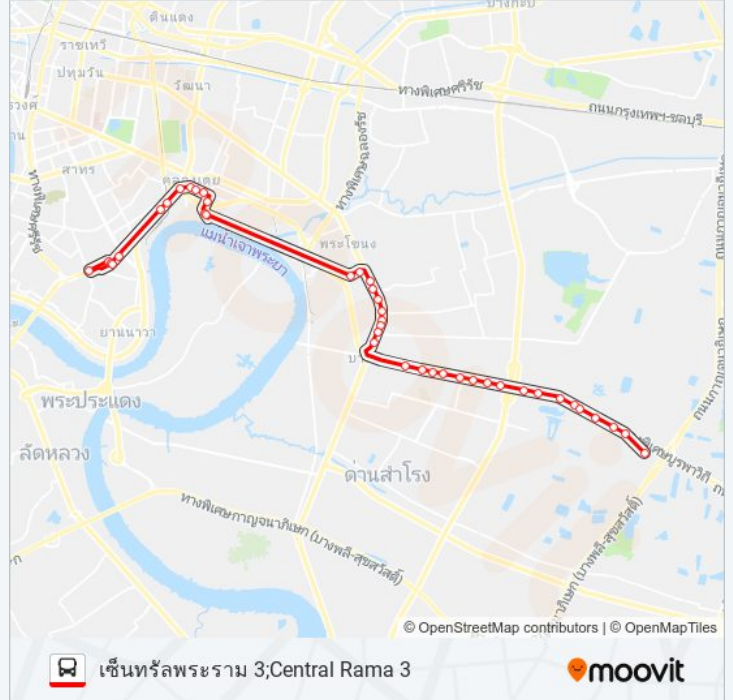 ดินแดง
บางกะปิ
ราชเทวี
ปทุมวัน
วัฒนา
ทางพิเศษศรีรัช
ถนนกรุงเทพฯ-ชลบุรี
ทางพิเศษฉลองรัช
สาทร
คลองเตย
แม่น้ำเจ้าพระยา
พระโขนง
ยานนาวา
พระประแดง
ลัดหลวง
ด่านสำโรง
ทางพิเศษกาญจนาภิเษก (บางพลี-สุขสวัสดิ์)
© OpenStreetMap contributors | © OpenMapTiles
เซ็นทรัลพระราม 3;Central Rama 3
moovit